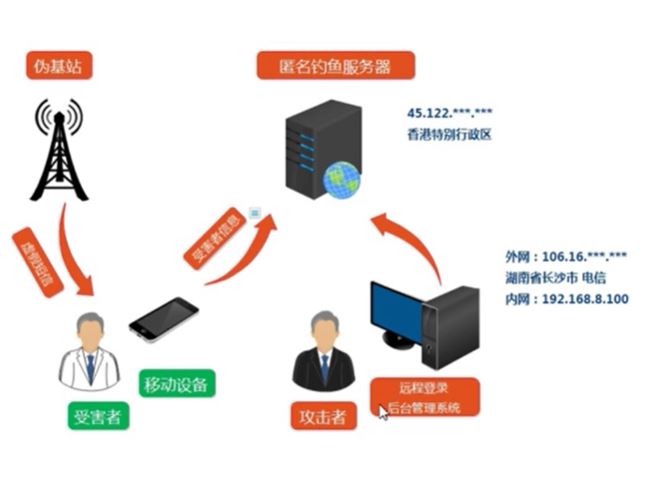 伪基站
匿名钓鱼服务器
45.122.***.***
香港特别行政区
虚假短信
受害者信息
外网：106.16.***.***
湖南省长沙市 电信
内网：192.168.8.100
移动设备
受害者
攻击者
远程登录
后台管理系统